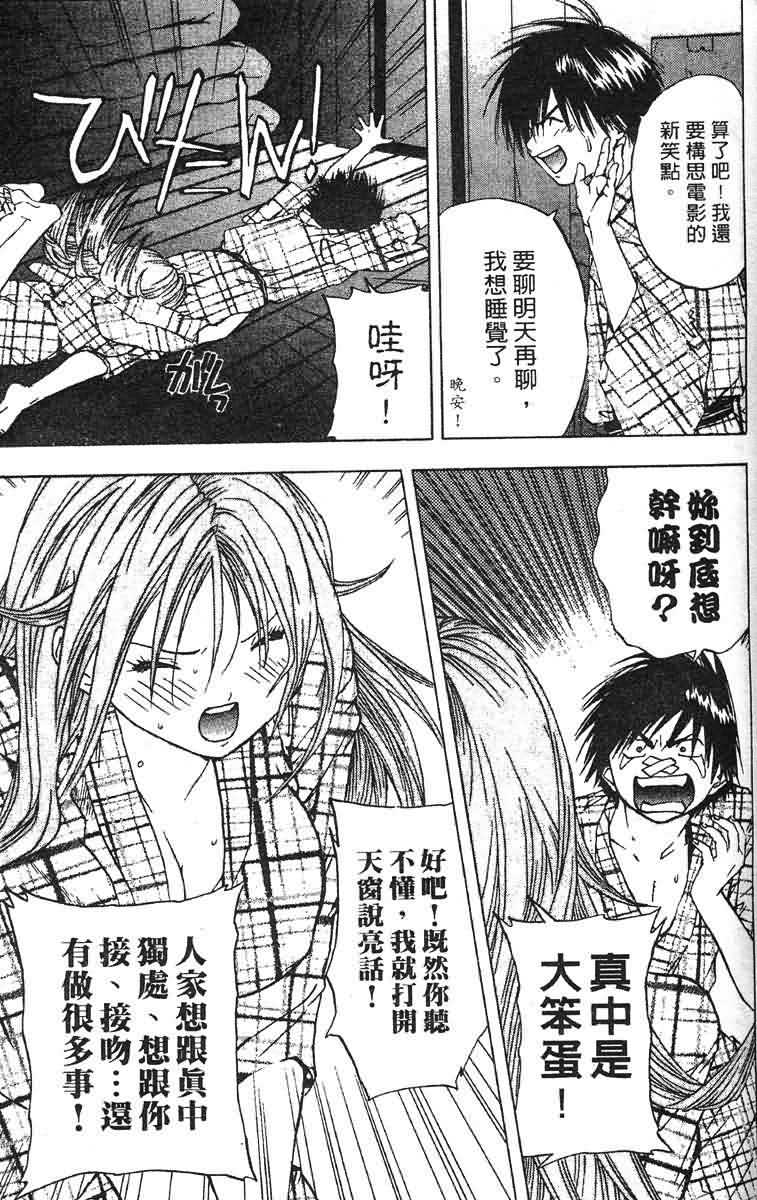 算了吧！我還
要構思電影的
新笑點。
要聊明天再聊，
我想睡覺了。
晚安！
びたーん！
哇呀！
がくっ
妳到底想
幹嘛呀？
真中是
大笨蛋！
好吧！既然你聽
不懂，我就打開
天窗說亮話！
人家想跟真中
獨處、想跟你
接、接吻…還
有做很多事！